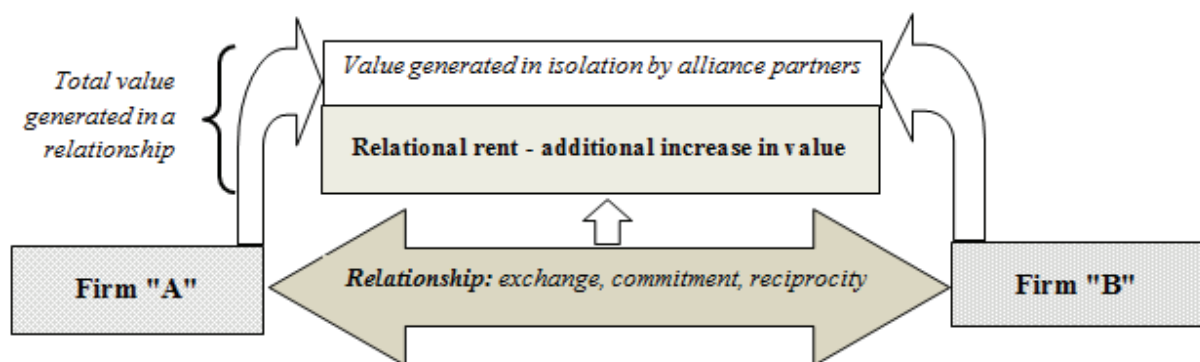 Total value
generated in a
relationship
Value generated in isolation by alliance partners
Relational rent - additional increase in value
Firm "A"
Relationship: exchange, commitment, reciprocity
Firm "B"